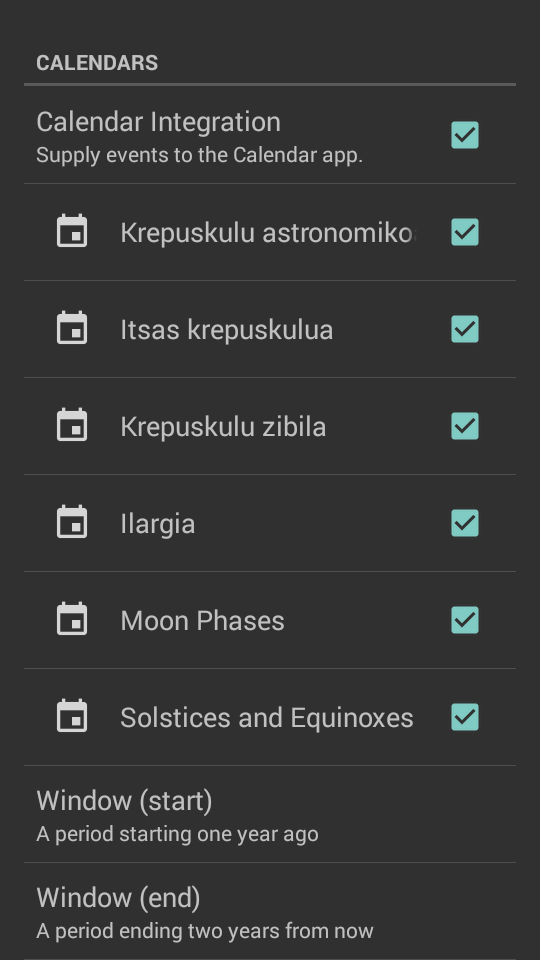 CALENDARS
Calendar Integration
Supply events to the Calendar app.
Krepuskulu astronomiko
Itsas krepuskulua
Krepuskulu zibila
Ilargia
Moon Phases
Solstices and Equinoxes
Window (start)
A period starting one year ago
Window (end)
A period ending two years from now